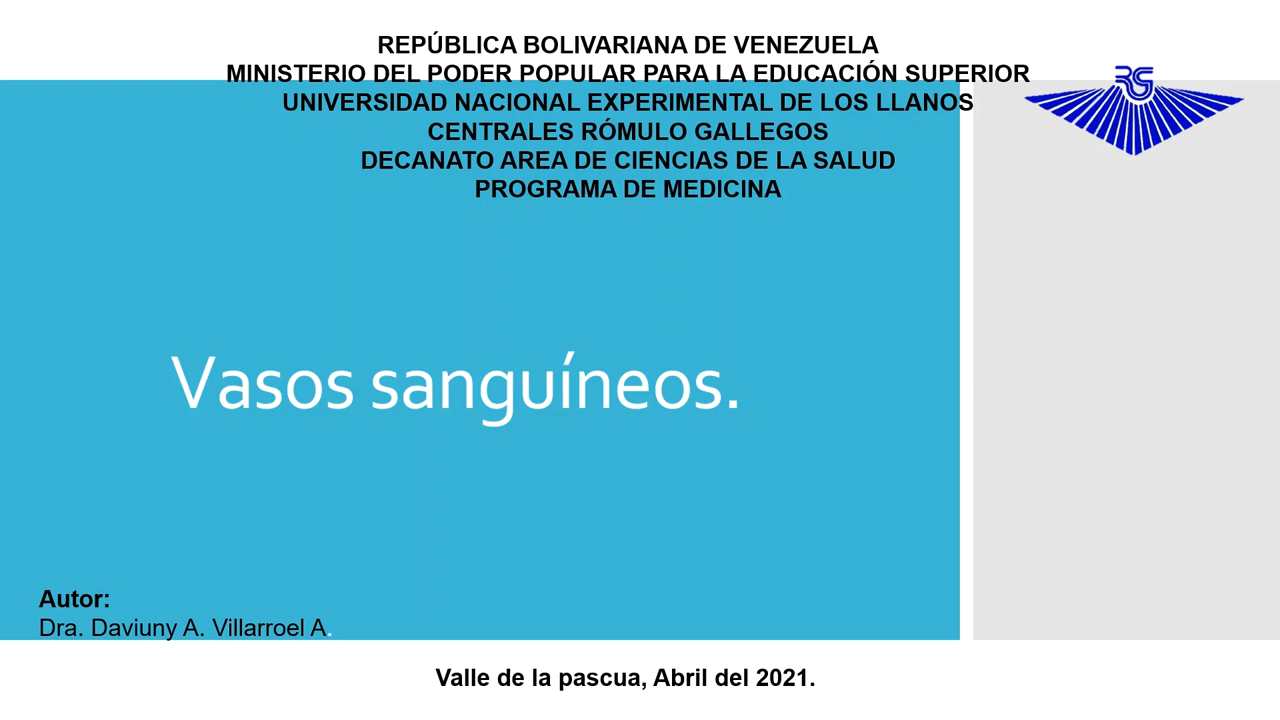 REPÚBLICA BOLIVARIANA DE VENEZUELA
MINISTERIO DEL PODER POPULAR PARA LA EDUCACIÓN SUPERIOR
UNIVERSIDAD NACIONAL EXPERIMENTAL DE LOS LLANOS
CENTRALES RÓMULO GALLEGOS
DECANATO AREA DE CIENCIAS DE LA SALUD
PROGRAMA DE MEDICINA
RG
Vasos sanguíneos.
Autor:
Dra. Daviuny A. Villarroel A.
Valle de la pascua, Abril del 2021.